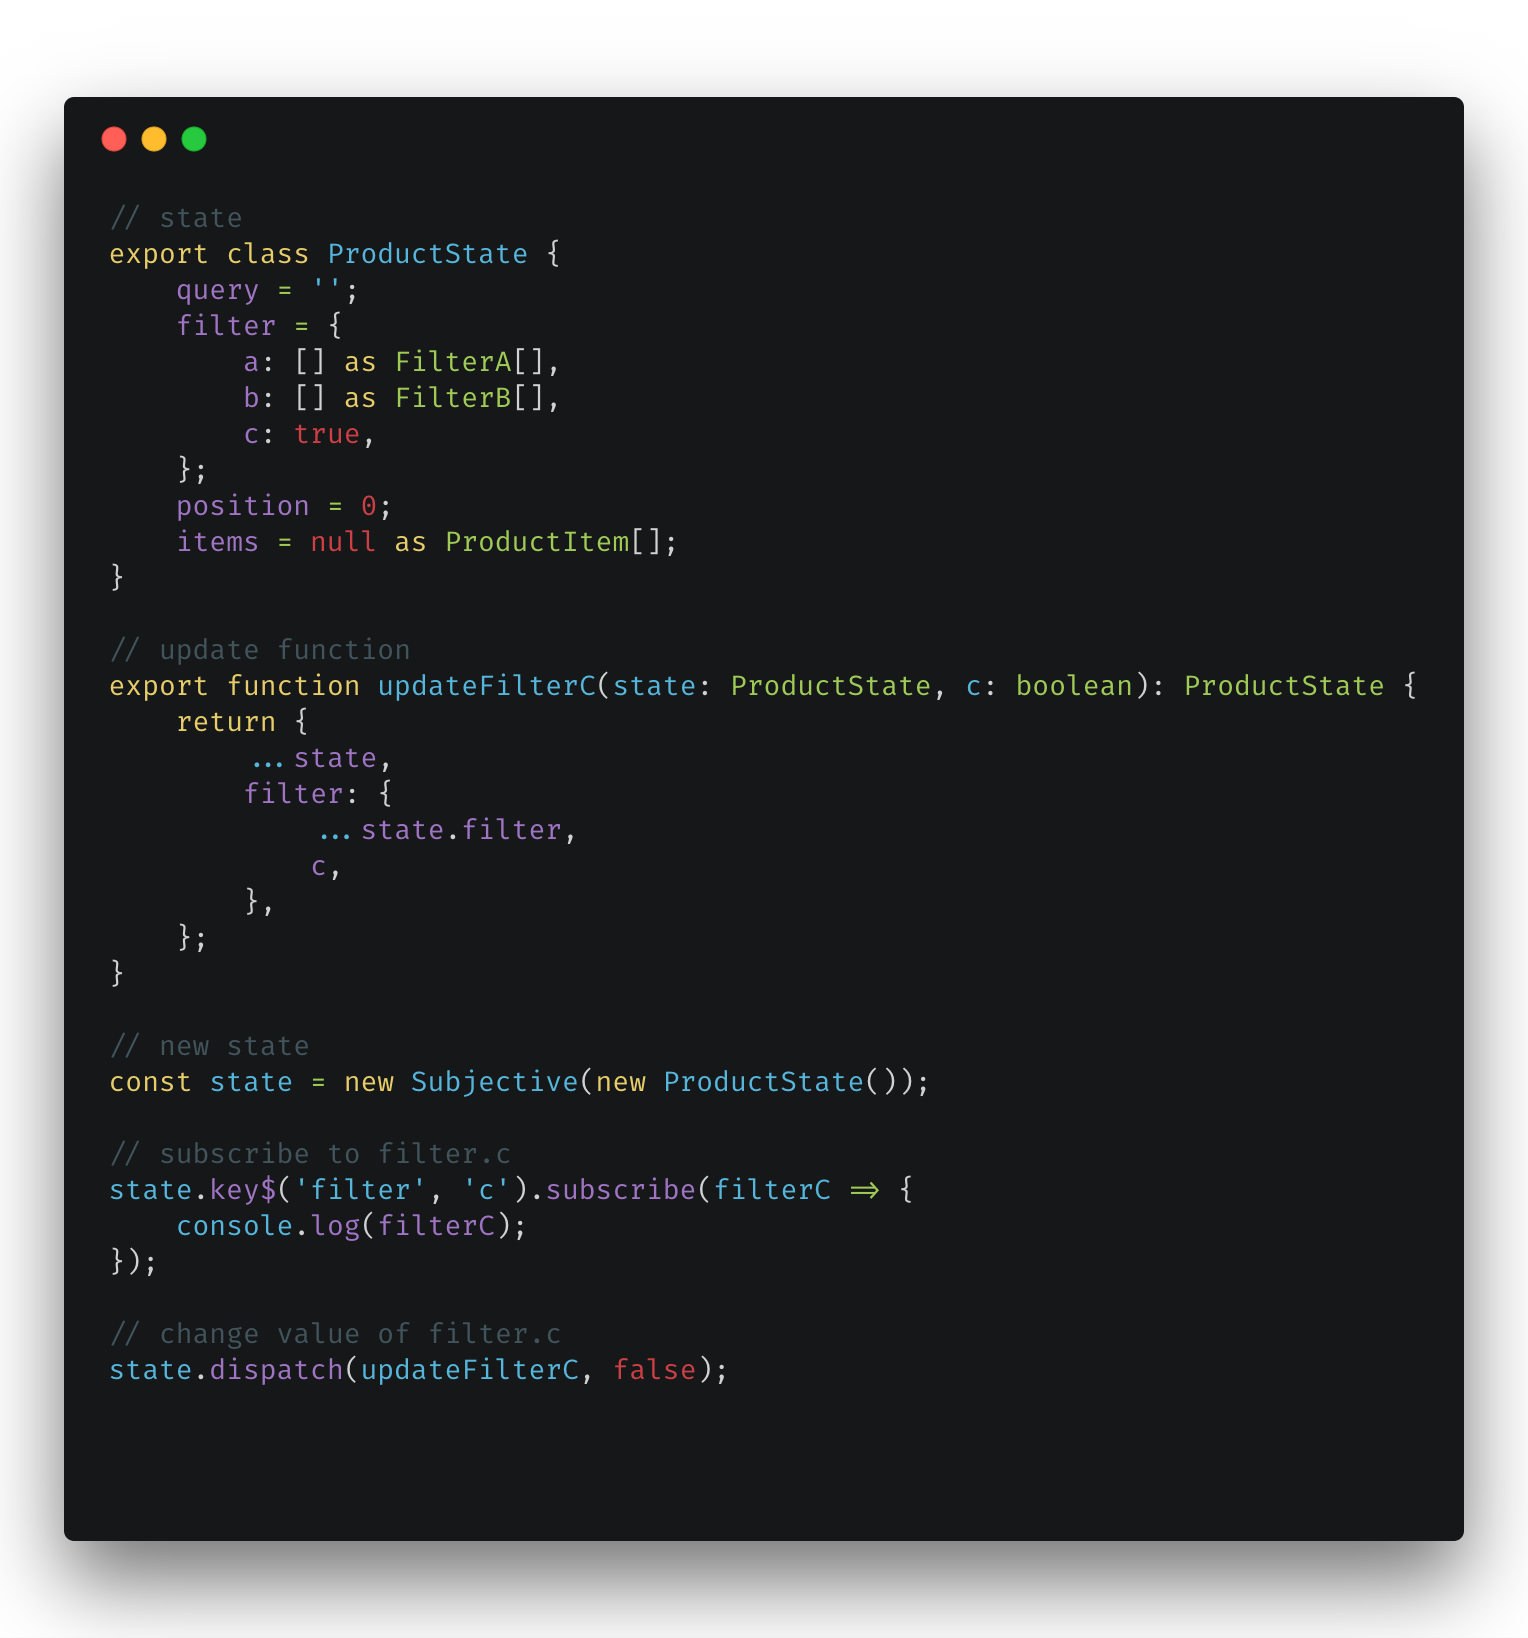 // state
export class ProductState {
    query = '';
    filter = {
        a: [] as FilterA[],
        b: [] as FilterB[],
        c: true,
    };
    position = 0;
    items = null as ProductItem[];
}

// update function
export function updateFilterC(state: ProductState, c: boolean): ProductState {
    return {
        ...state,
        filter: {
            ...state.filter,
            c,
        },
    };
}

// new state
const state = new Subjective(new ProductState());

// subscribe to filter.c
state.key$('filter', 'c').subscribe(filterC => {
    console.log(filterC);
});

// change value of filter.c
state.dispatch(updateFilterC, false);